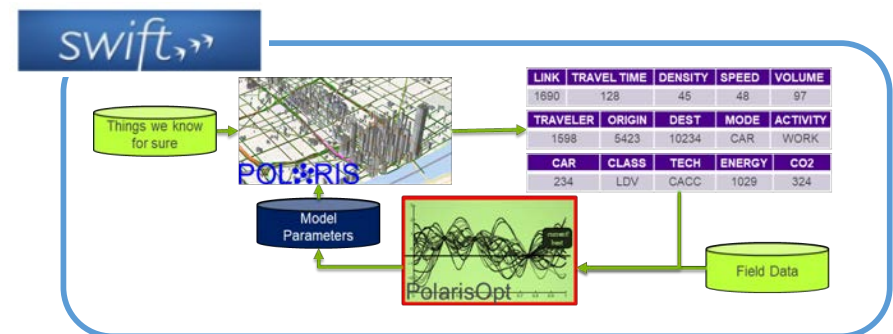 swift
LINK TRAVEL TIME DENSITY SPEED VOLUME
1690 128 45 48 97
Things we know
for sure
TRAVELER ORIGIN DEST MODE ACTIVITY
1598 5423 10234 CAR WORK
CAR CLASS TECH ENERGY CO2
234 LDV CACC 1029 324
POLARIS
Model
Parameters
PolarisOpt
Field Data